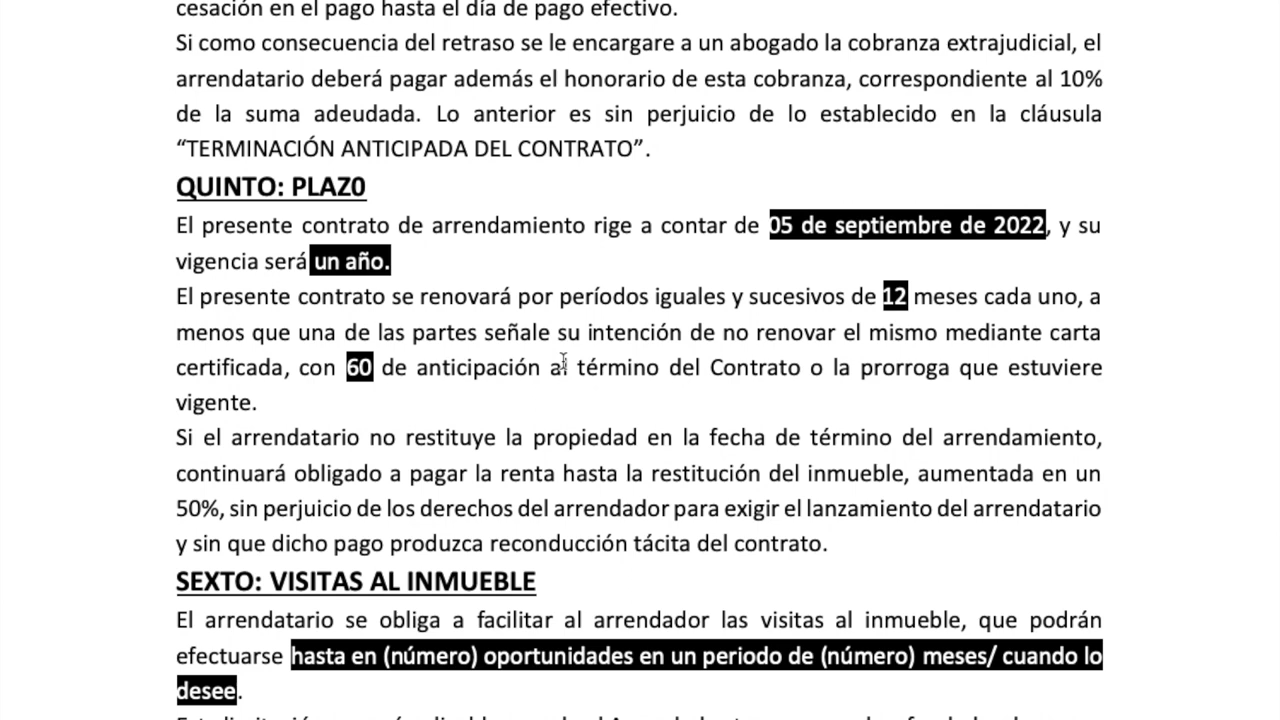 cesación en el pago hasta el día de pago efectivo.
Si como consecuencia del retraso se le encargare a un abogado la cobranza extrajudicial, el
arrendatario deberá pagar además el honorario de esta cobranza, correspondiente al 10%
de la suma adeudada. Lo anterior es sin perjuicio de lo establecido en la cláusula
“TERMINACIÓN ANTICIPADA DEL CONTRATO”.
QUINTO: PLAZ0
El presente contrato de arrendamiento rige a contar de 05 de septiembre de 2022, y su
vigencia será un año.
El presente contrato se renovará por períodos iguales y sucesivos de 12 meses cada uno, a
menos que una de las partes señale su intención de no renovar el mismo mediante carta
certificada, con 60 de anticipación al término del Contrato o la prorroga que estuviere
vigente.
Si el arrendatario no restituye la propiedad en la fecha de término del arrendamiento,
continuará obligado a pagar la renta hasta la restitución del inmueble, aumentada en un
50%, sin perjuicio de los derechos del arrendador para exigir el lanzamiento del arrendatario
y sin que dicho pago produzca reconducción tácita del contrato.
SEXTO: VISITAS AL INMUEBLE
El arrendatario se obliga a facilitar al arrendador las visitas al inmueble, que podrán
efectuarse hasta en (número) oportunidades en un periodo de (número) meses/ cuando lo
desee.